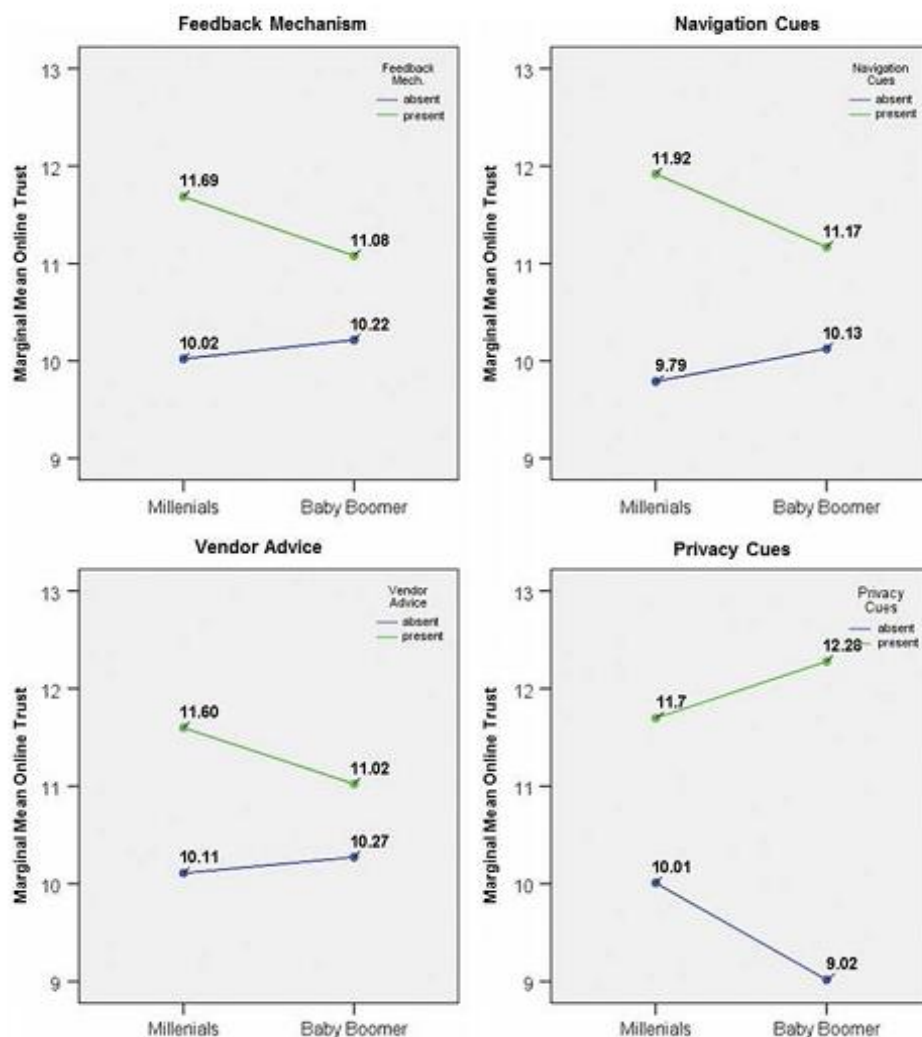 Feedback Mechanism
Marginal Mean Online Trust
13
12
11
10
9
Feedback
Mech.
absent
present
11.69
11.08
10.02
10.22
Millenials
Baby Boomer
Navigation Cues
Marginal Mean Online Trust
13
12
11
10
9
Navigation
Cues
absent
present
11.92
11.17
9.79
10.13
Millenials
Baby Boomer
Vendor Advice
Marginal Mean Online Trust
13
12
11
10
9
Vendor
Advice
absent
present
11.60
11.02
10.11
10.27
Millenials
Baby Boomer
Privacy Cues
Marginal Mean Online Trust
13
12
11
10
9
Privacy
Cues
absent
present
12.28
11.7
10.01
9.02
Millenials
Baby Boomer